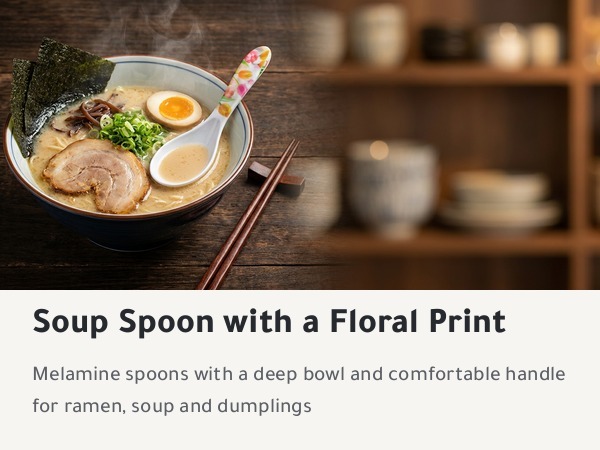 Soup Spoon with a Floral Print
Melamine spoons with a deep bowl and comfortable handle
for ramen, soup and dumplings